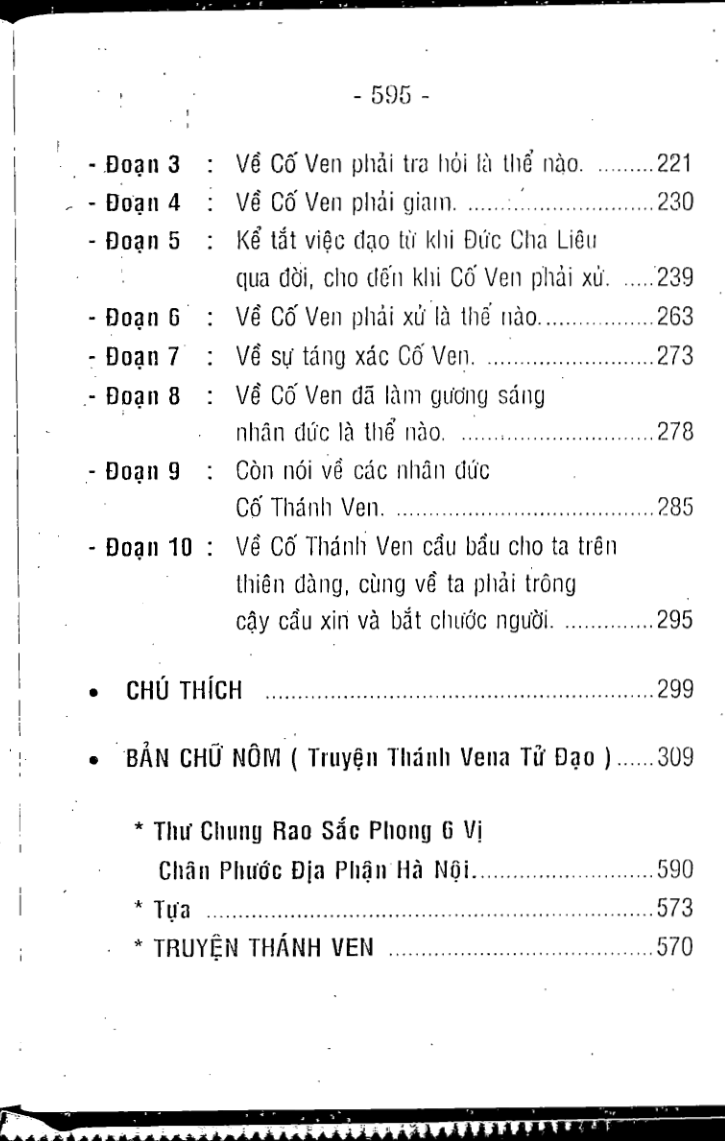 - 595 -
- Đoạn 3 : Về Cố Ven phải tra hỏi là thể nào. .........221
- Đoạn 4 : Về Cố Ven phải giam. ...............................230
- Đoạn 5 : Kể tắt việc đạo từ khi Đức Cha Liêu
qua đời, cho đến khi Cố Ven phải xử. .....239
- Đoạn 6 : Về Cố Ven phải xử là thể nào..................263
- Đoạn 7 : Về sự táng xác Cố Ven. ...........................273
- Đoạn 8 : Về Cố Ven đã làm gương sáng
nhân đức là thể nào. ...............................278
- Đoạn 9 : Còn nói về các nhân đức
Cố Thánh Ven. .........................................285
- Đoạn 10 : Về Cố Thánh Ven cầu bầu cho ta trên
thiên đàng, cùng về ta phải trông
cậy cầu xin và bắt chước người. ..............295
• CHÚ THÍCH .............................................................299
• BẢN CHỮ NÔM ( Truyện Thánh Vena Tử Đạo )......309
* Thư Chung Rao Sắc Phong 6 Vị
Chân Phước Địa Phận Hà Nội.............................590
* Tựa .......................................................................573
* TRUYỆN THÁNH VEN ..........................................570